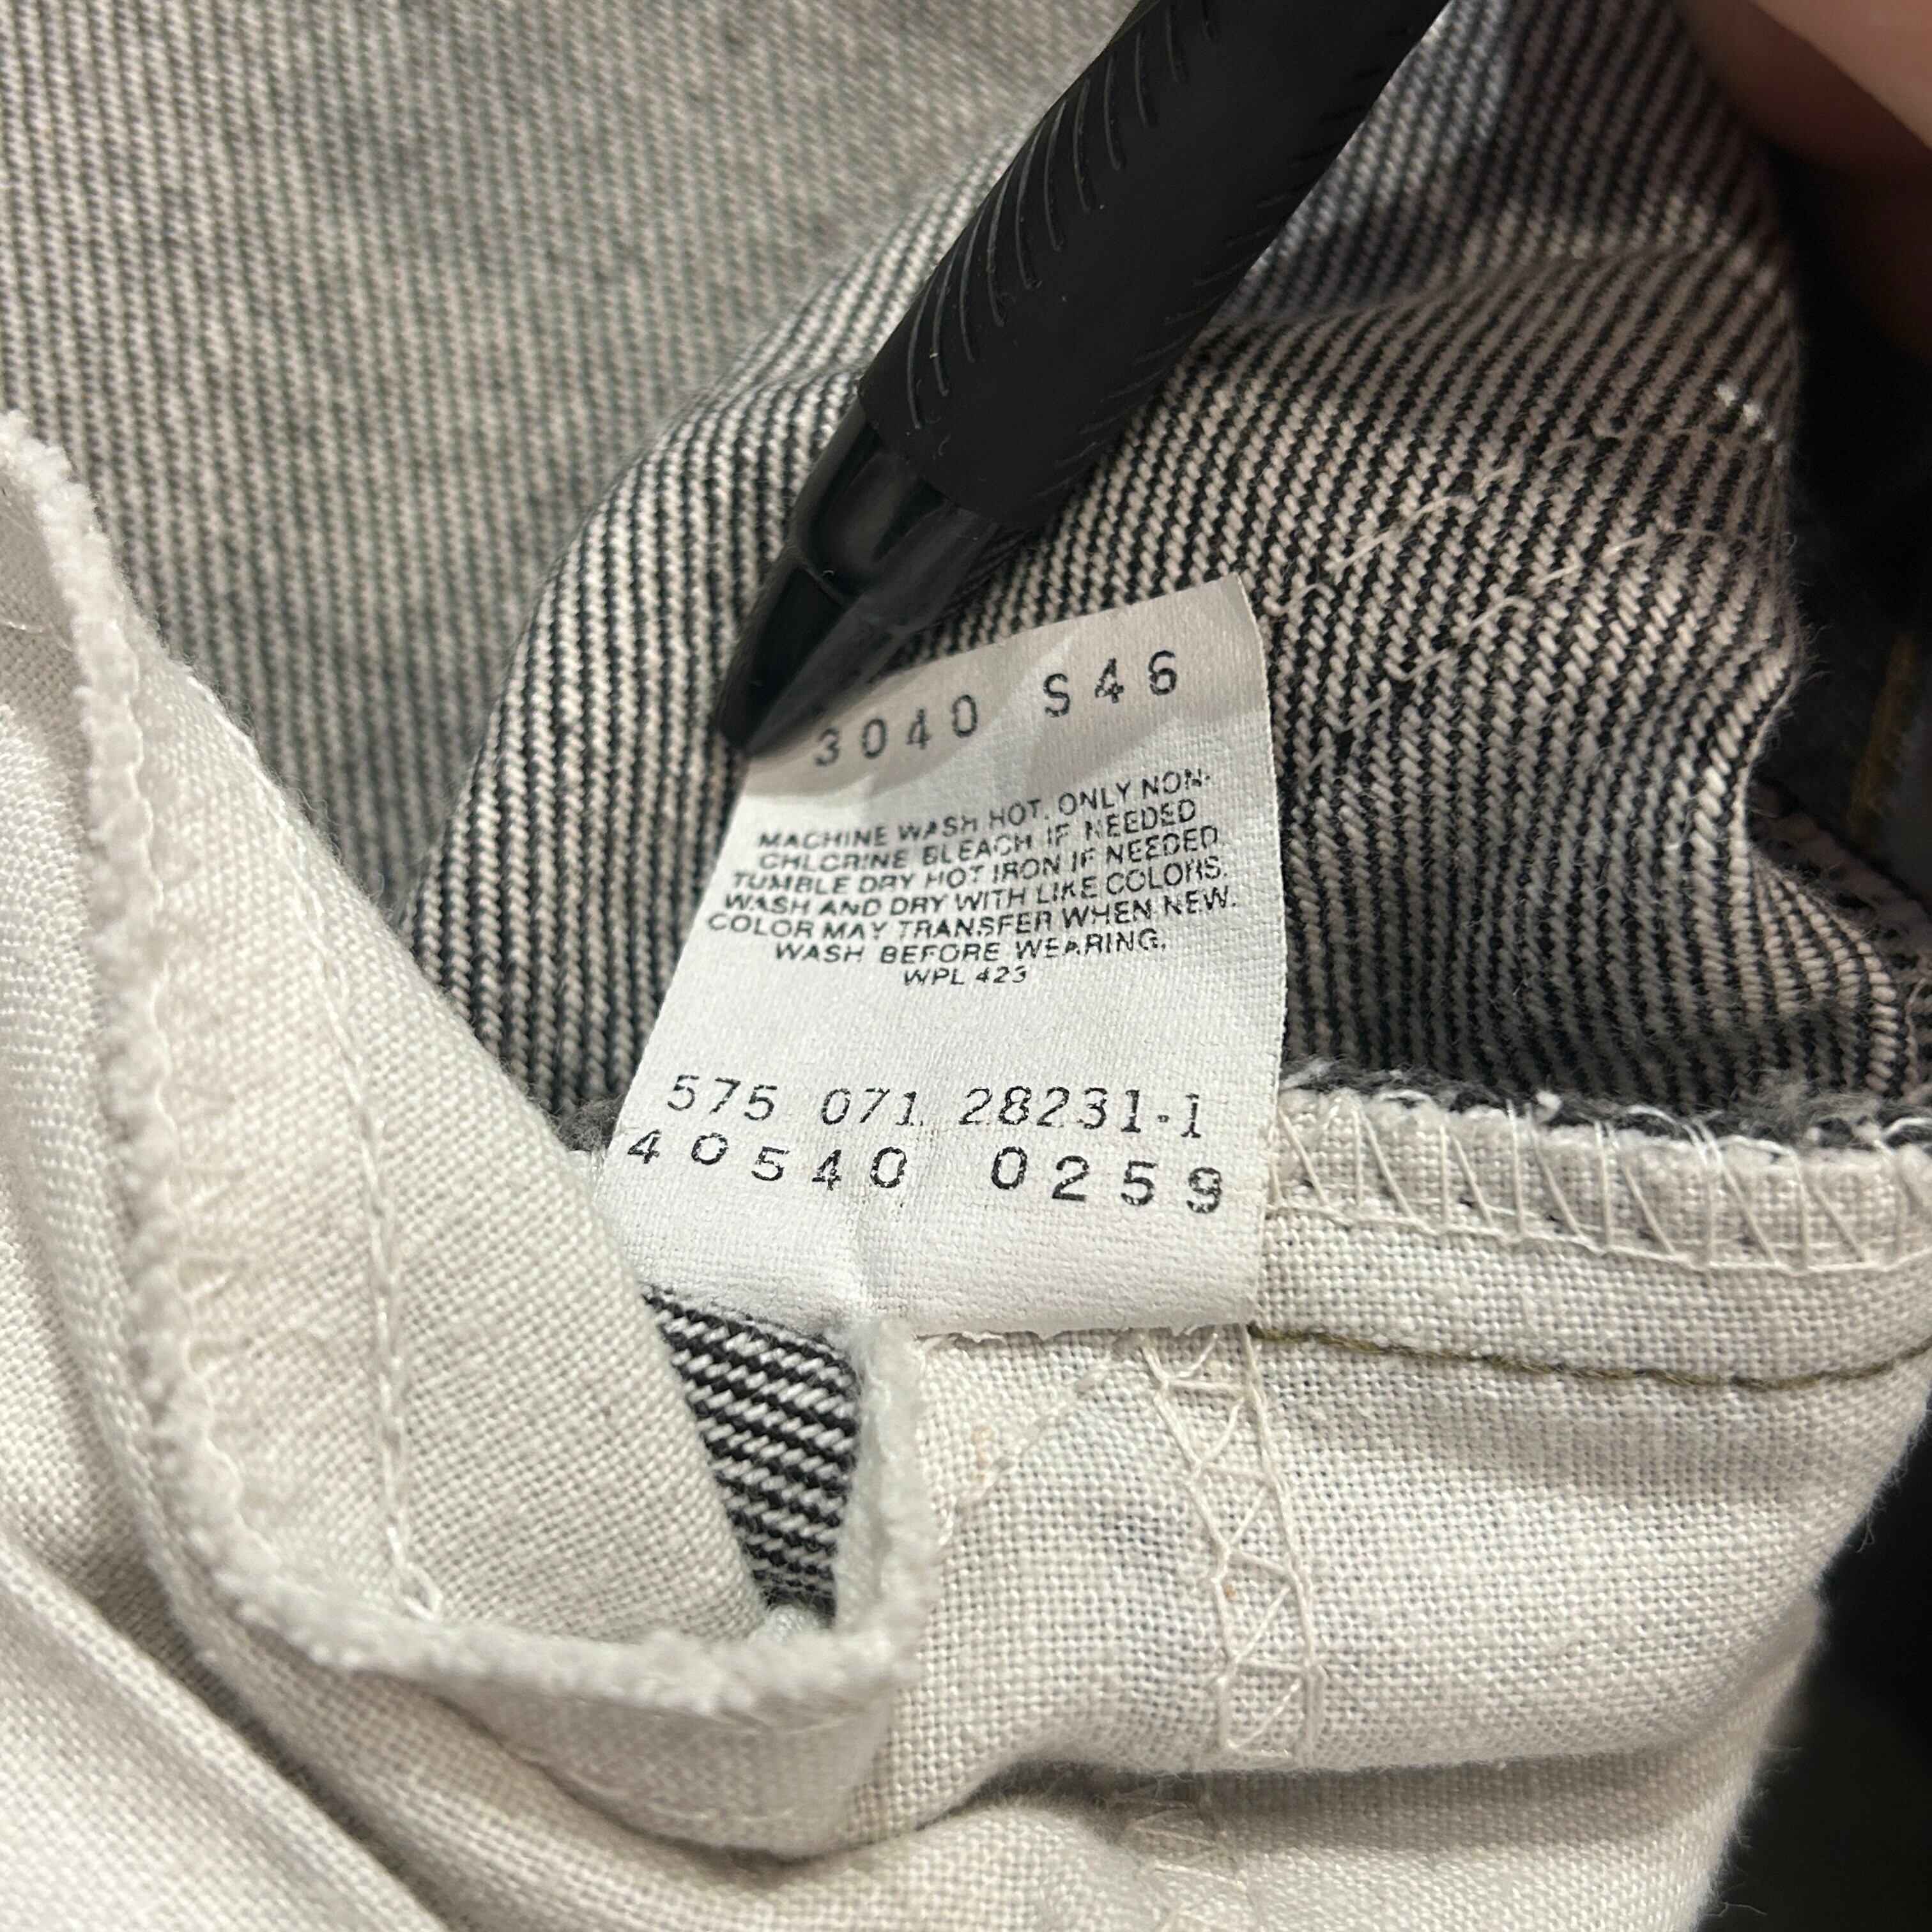 3040 S46
MACHINE WASH HOT. ONLY NON-
CHLORINE BLEACH IF NEEDED
TUMBLE DRY HOT IRON IF NEEDED.
WASH AND DRY WITH LIKE COLORS.
COLOR MAY TRANSFER WHEN NEW.
WASH BEFORE WEARING.
WPL 423
575 071 28231-1
40540 0259